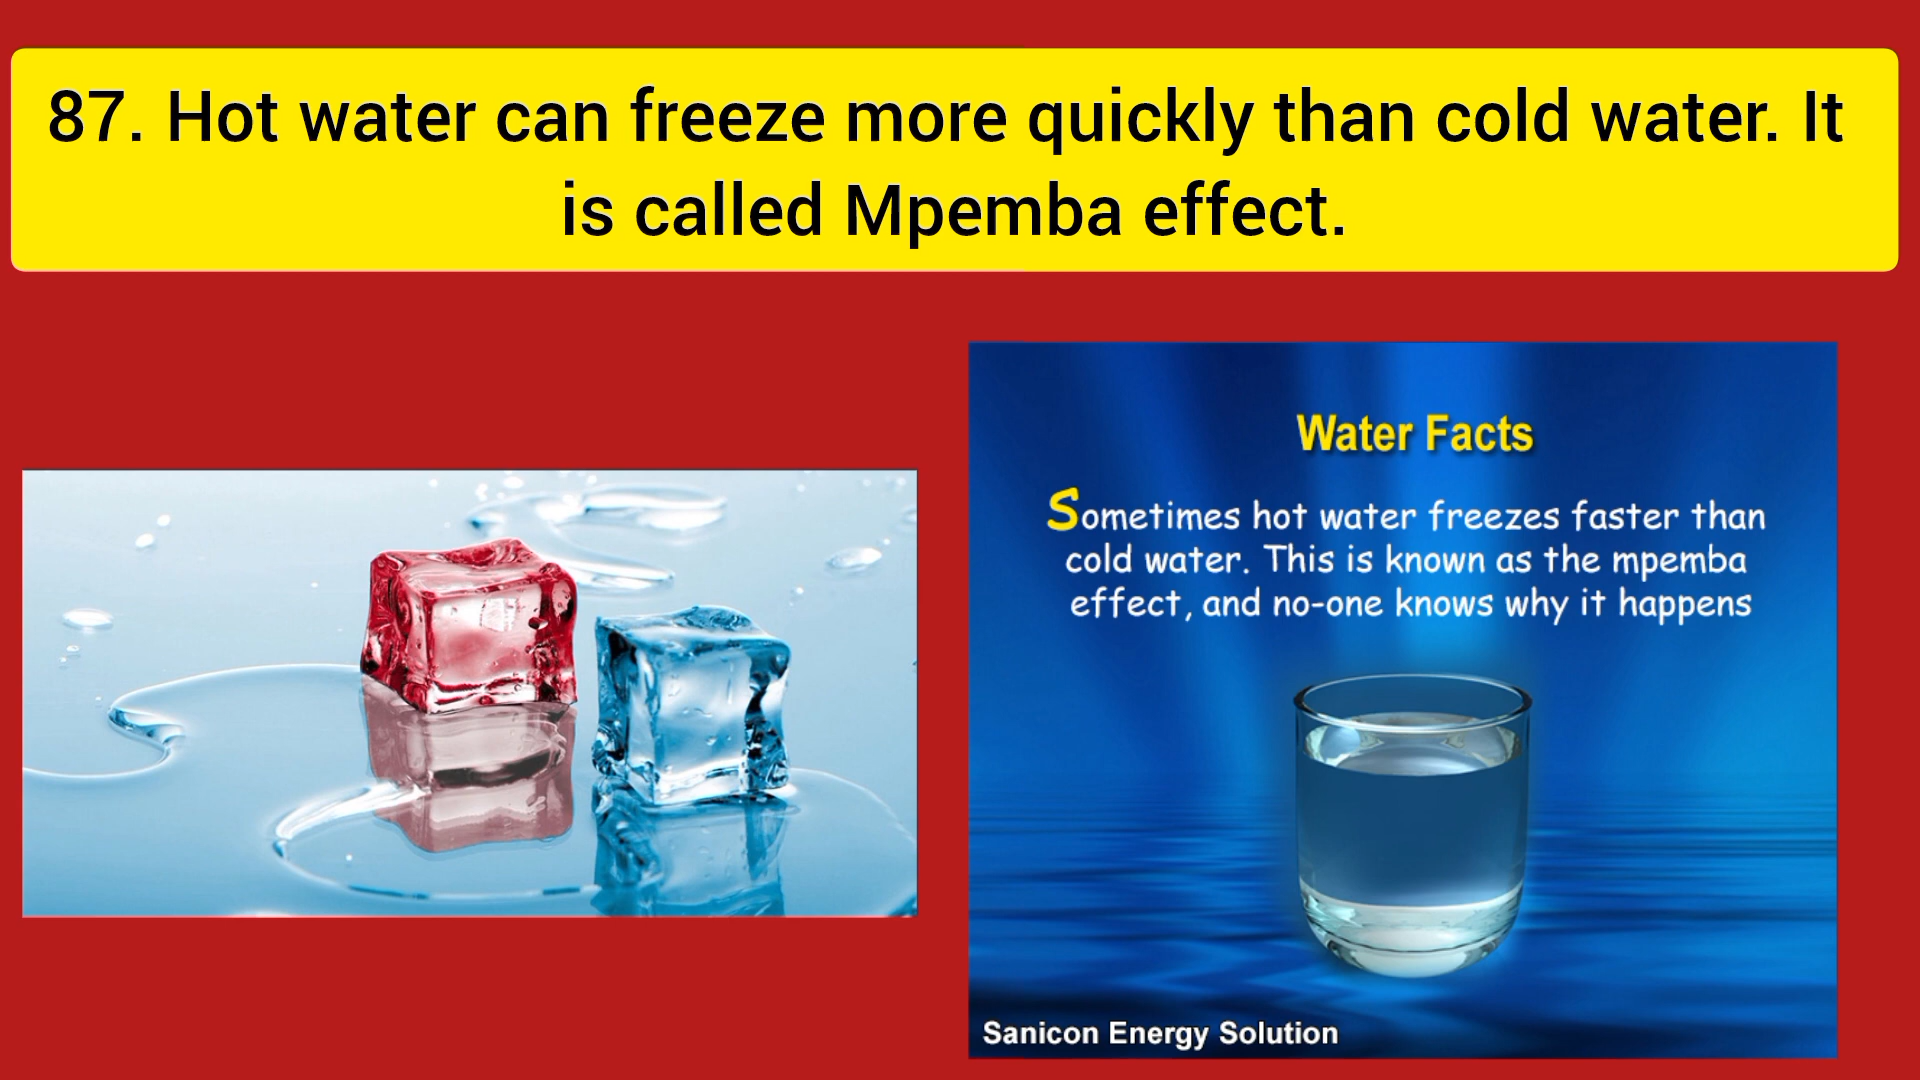 87. Hot water can freeze more quickly than cold water. It
is called Mpemba effect.
Water Facts
Sometimes hot water freezes faster than
cold water. This is known as the mpemba
effect, and no-one knows why it happens
Sanicon Energy Solution